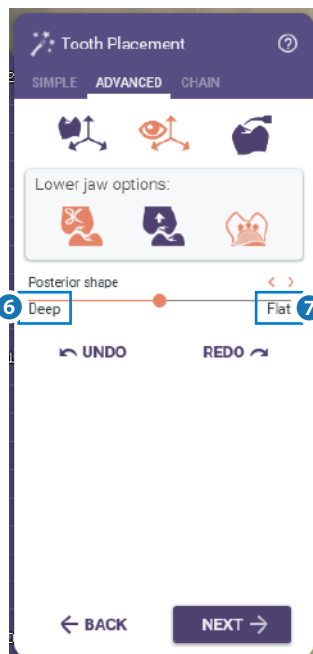 Tooth Placement
SIMPLE ADVANCED CHAIN
Lower jaw options:
Posterior shape
6 Deep Flat 7
UNDO REDO
BACK NEXT